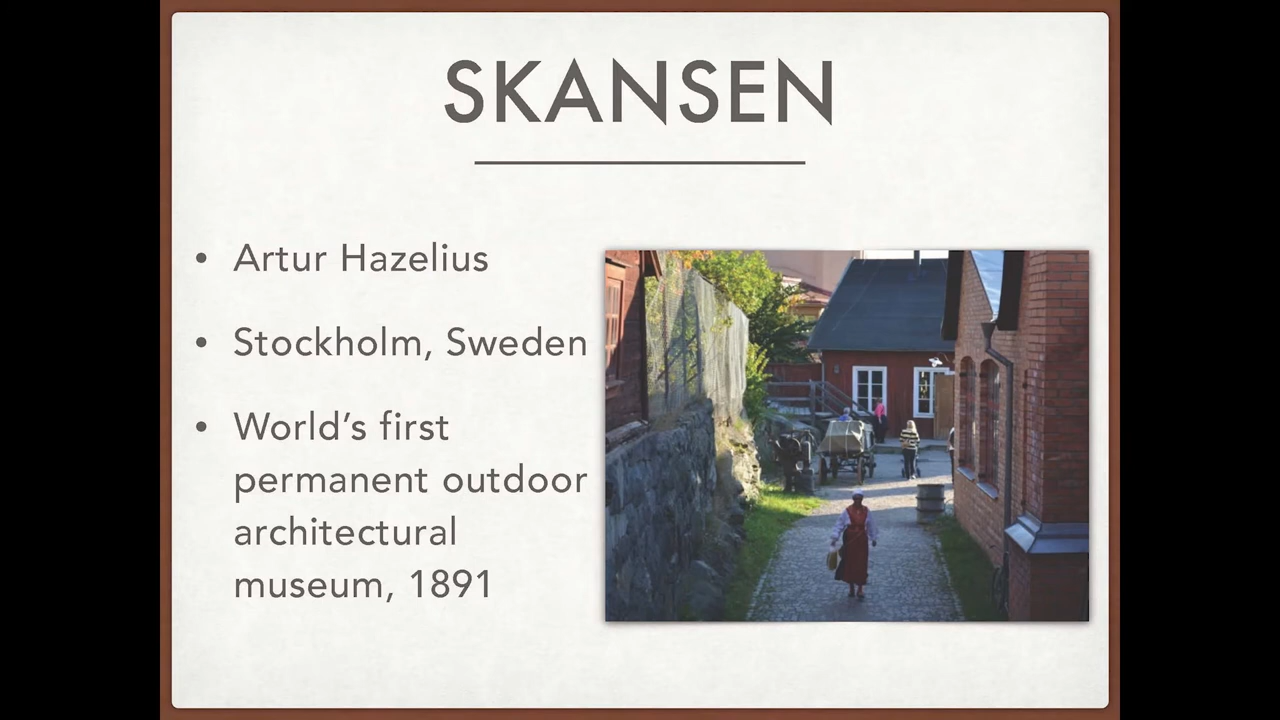 SKANSEN
• Artur Hazelius
• Stockholm, Sweden
• World’s first
permanent outdoor
architectural
museum, 1891